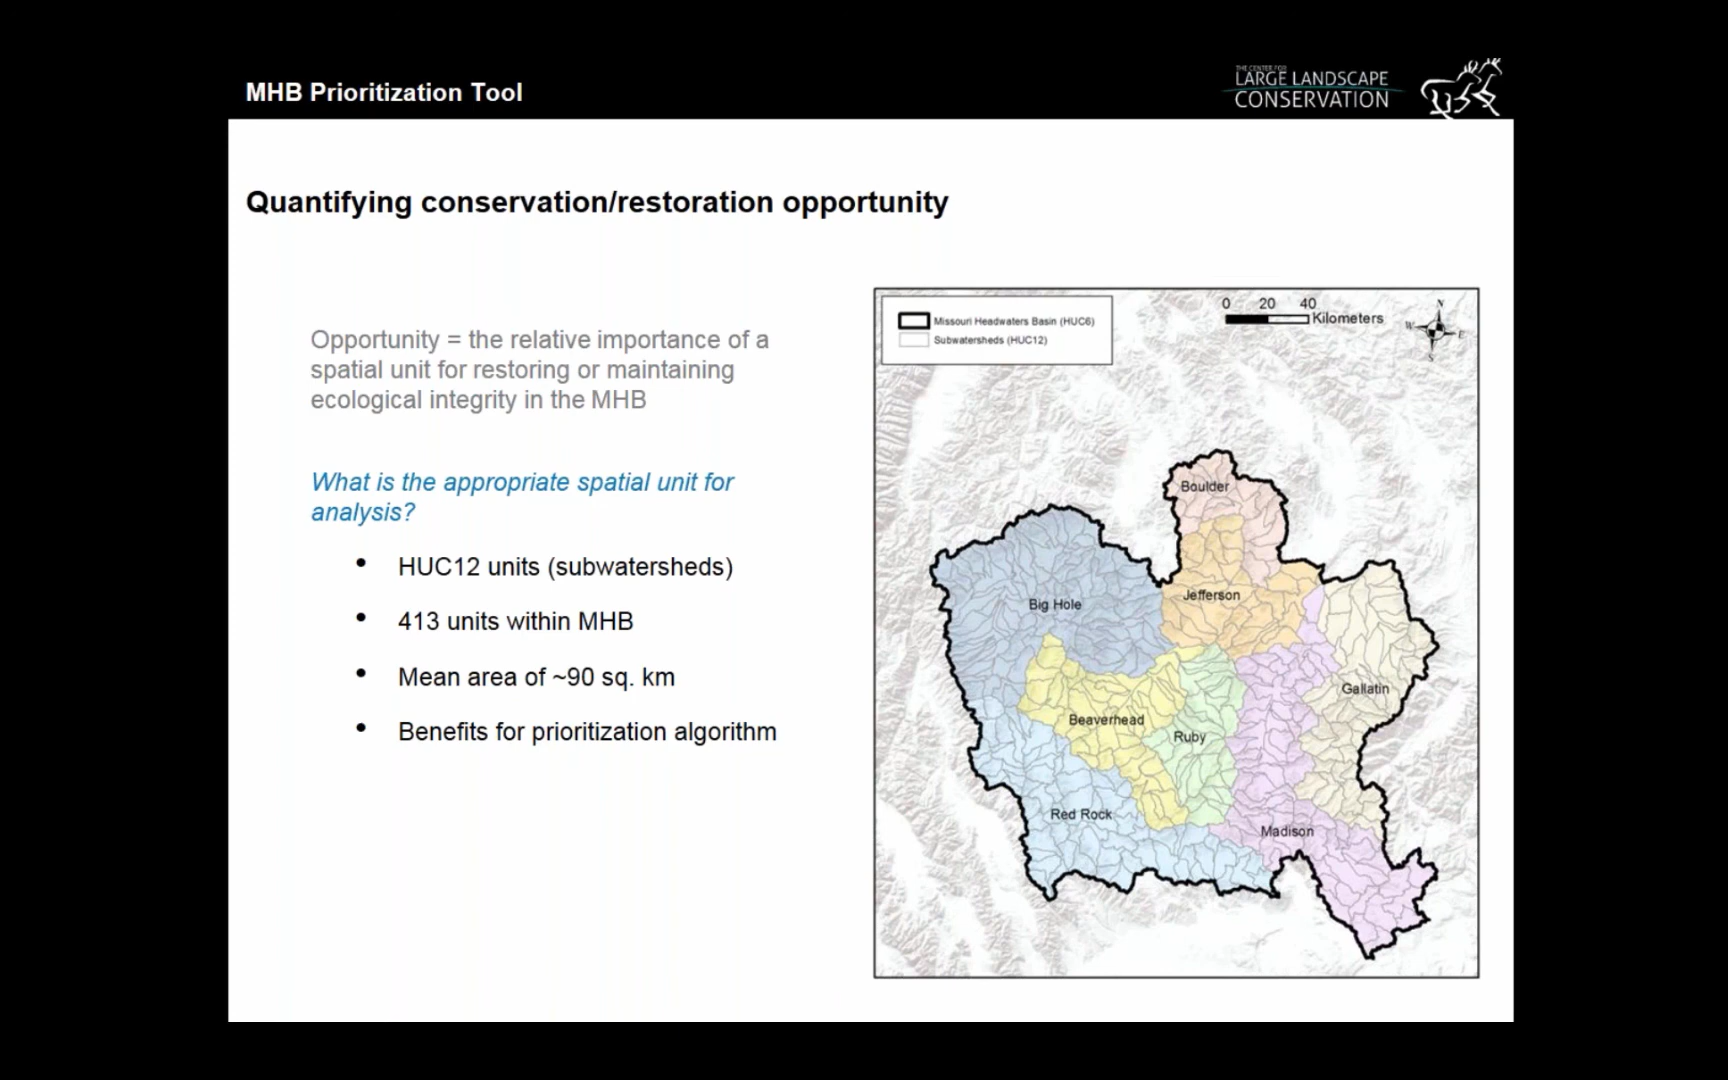 MHB Prioritization Tool
THE CENTER FOR
LARGE LANDSCAPE
CONSERVATION
Quantifying conservation/restoration opportunity
Opportunity = the relative importance of a
spatial unit for restoring or maintaining
ecological integrity in the MHB
What is the appropriate spatial unit for
analysis?
• HUC12 units (subwatersheds)
• 413 units within MHB
• Mean area of ~90 sq. km
• Benefits for prioritization algorithm
Missouri Headwaters Basin (HUC6)
Subwatersheds (HUC12)
0 20 40
Kilometers
N
W E
S
Boulder
Big Hole
Jefferson
Gallatin
Beaverhead
Ruby
Red Rock
Madison